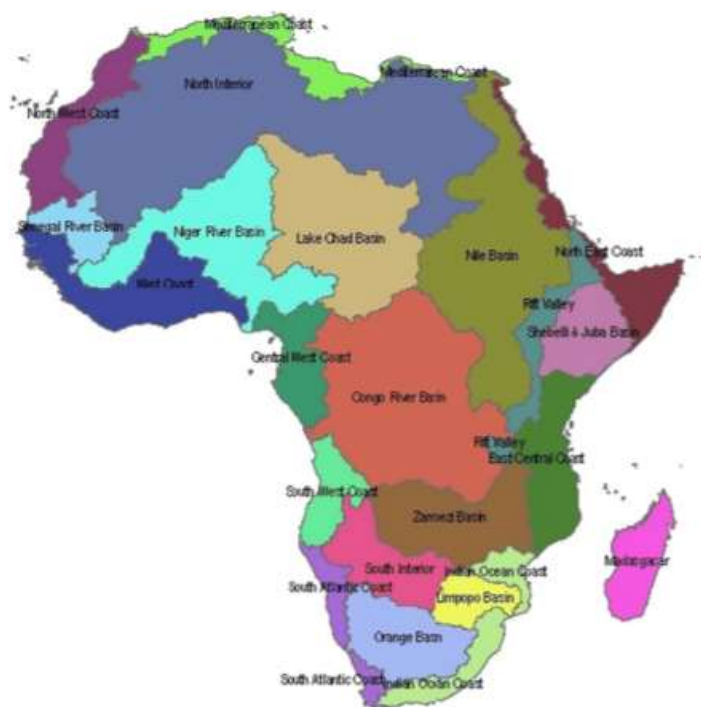 Mediterranean Coast
Mediterranean Coast
North Interior
North West Coast
Senegal River Basin
Niger River Basin
Lake Chad Basin
Nile Basin
North East Coast
West Coast
Rift Valley
Shebelli & Juba Basin
Central West Coast
Congo River Basin
Rift Valley
East Central Coast
South West Coast
Zamezi Basin
Madagacar
South Interior
Indian Ocean Coast
South Atlantic Coast
Limpopo Basin
Orange Basin
South Atlantic Coast
Indian Ocean Coast